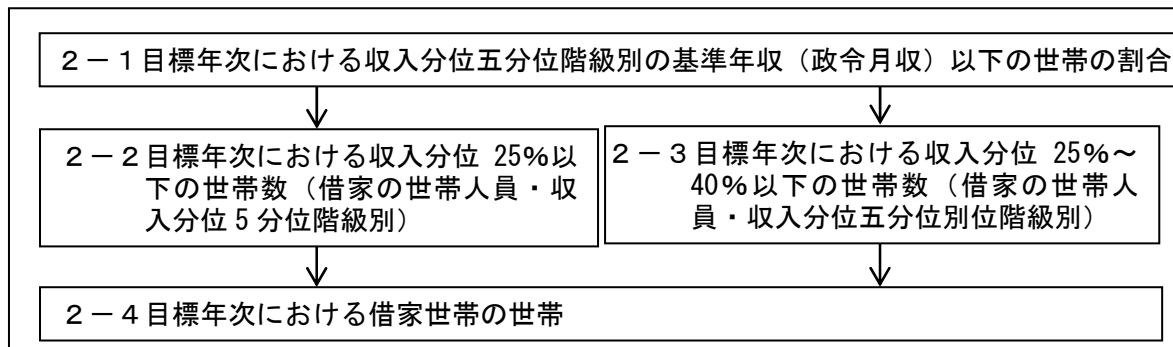 ２－１目標年次における収入分位五分位階級別の基準年収（政令月収）以下の世帯の割合
２－２目標年次における収入分位 25%以
下の世帯数（借家の世帯人員・収
入分位５分位階級別）
２－３目標年次における収入分位 25%～
40%以下の世帯数（借家の世帯人
員・収入分位五分位別位階級別）
２－４目標年次における借家世帯の世帯